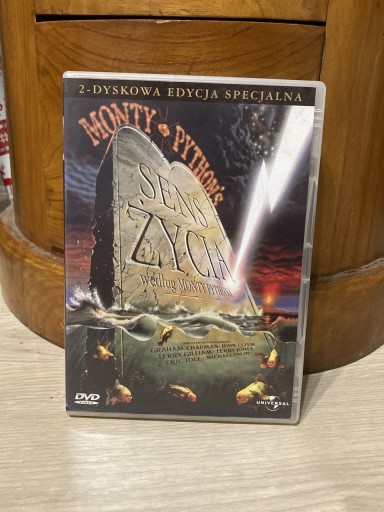 2-DYSKOWA EDYCJA SPECJALNA
MONTY PYTHON'S
SENS
ŻYCIA
według MONTY PYTHONA
GRAHAM CHAPMAN · JOHN CLEESE
TERRY GILLIAM · TERRY JONES
ERIC IDLE · MICHAEL PALIN
DVD
VIDEO
UNIVERSAL